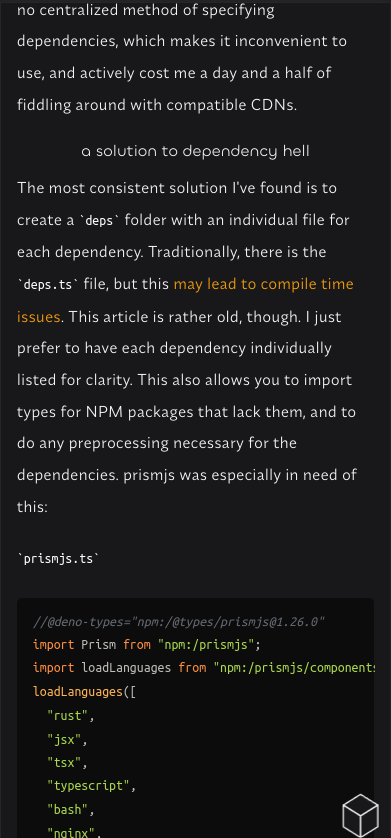 no centralized method of specifying
dependencies, which makes it inconvenient to
use, and actively cost me a day and a half of
fiddling around with compatible CDNs.
a solution to dependency hell
The most consistent solution I've found is to
create a `deps` folder with an individual file for
each dependency. Traditionally, there is the
`deps.ts` file, but this may lead to compile time
issues. This article is rather old, though. I just
prefer to have each dependency individually
listed for clarity. This also allows you to import
types for NPM packages that lack them, and to
do any preprocessing necessary for the
dependencies. prismjs was especially in need of
this:
`prismjs.ts`
//@deno-types="npm:/@types/prismjs@1.26.0"
import Prism from "npm:/prismjs";
import loadLanguages from "npm:/prismjs/components
loadLanguages([
"rust",
"jsx",
"tsx",
"typescript",
"bash",
"nginx",